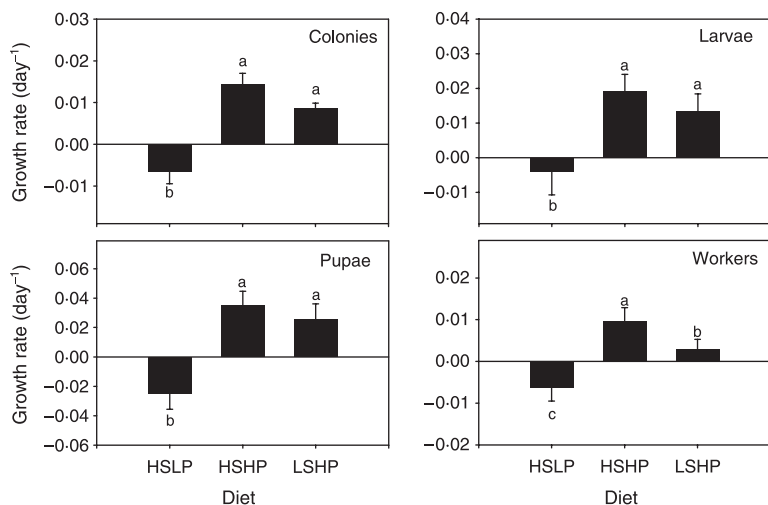 Colonies
Growth rate (day⁻¹)
0·03
0·02
0·01
0·00
−0·01
a
a
b
Larvae
0·04
0·03
0·02
0·01
0·00
−0·01
a
a
b
Pupae
Growth rate (day⁻¹)
0·06
0·04
0·02
0·00
−0·02
−0·04
−0·06
a
a
b
HSLP HSHP LSHP
Diet
Workers
0·02
0·01
0·00
−0·01
−0·02
a
b
c
HSLP HSHP LSHP
Diet